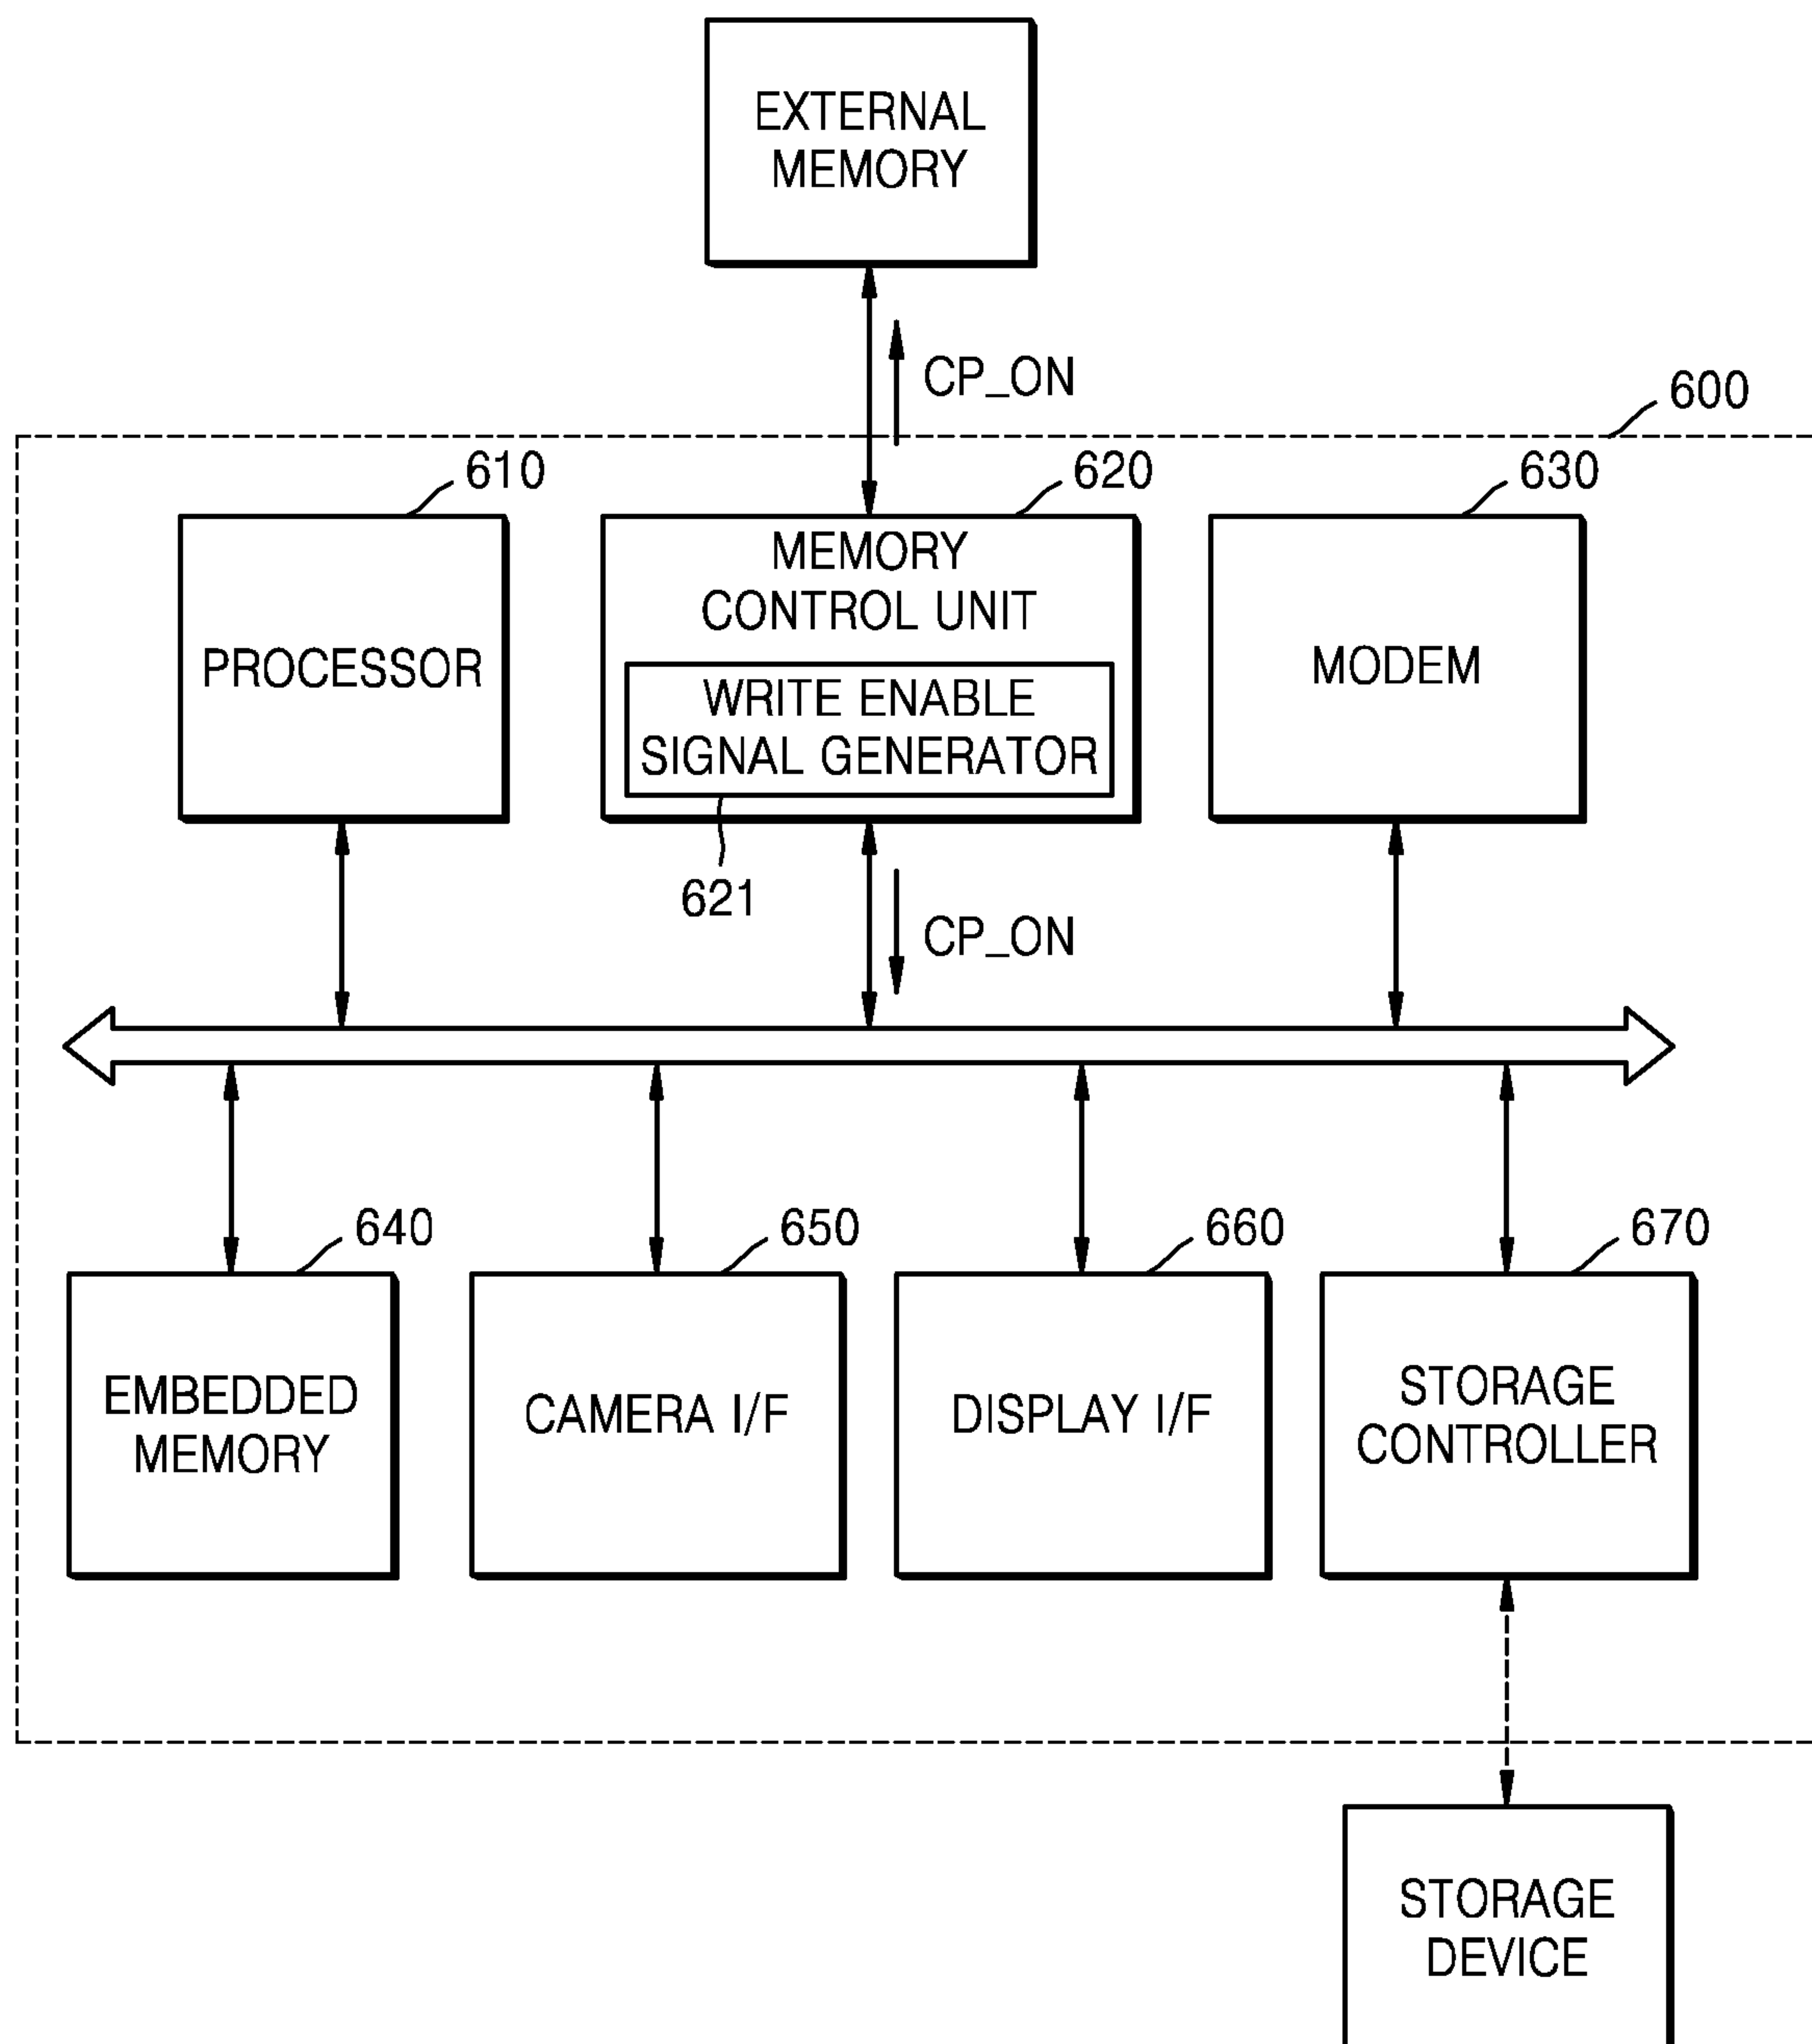 EXTERNAL
MEMORY
CP_ON
600
610
620
630
PROCESSOR
MEMORY
CONTROL UNIT
WRITE ENABLE
SIGNAL GENERATOR
MODEM
621
CP_ON
640
650
660
670
EMBEDDED
MEMORY
CAMERA I/F
DISPLAY I/F
STORAGE
CONTROLLER
STORAGE
DEVICE